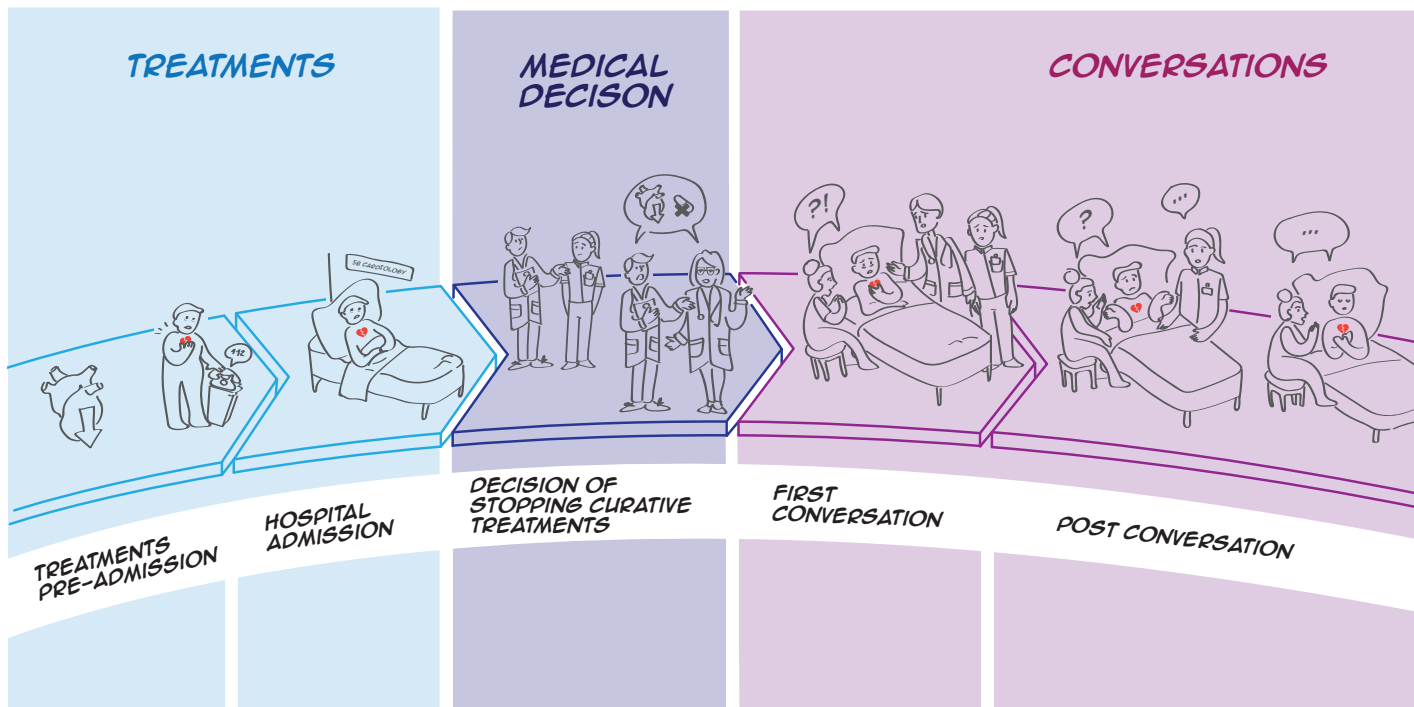 TREATMENTS
MEDICAL
DECISON
CONVERSATIONS
112
5B CARDIOLOGY
?!
?
...
...
TREATMENTS
PRE-ADMISSION
HOSPITAL
ADMISSION
DECISION OF
STOPPING CURATIVE
TREATMENTS
FIRST
CONVERSATION
POST CONVERSATION